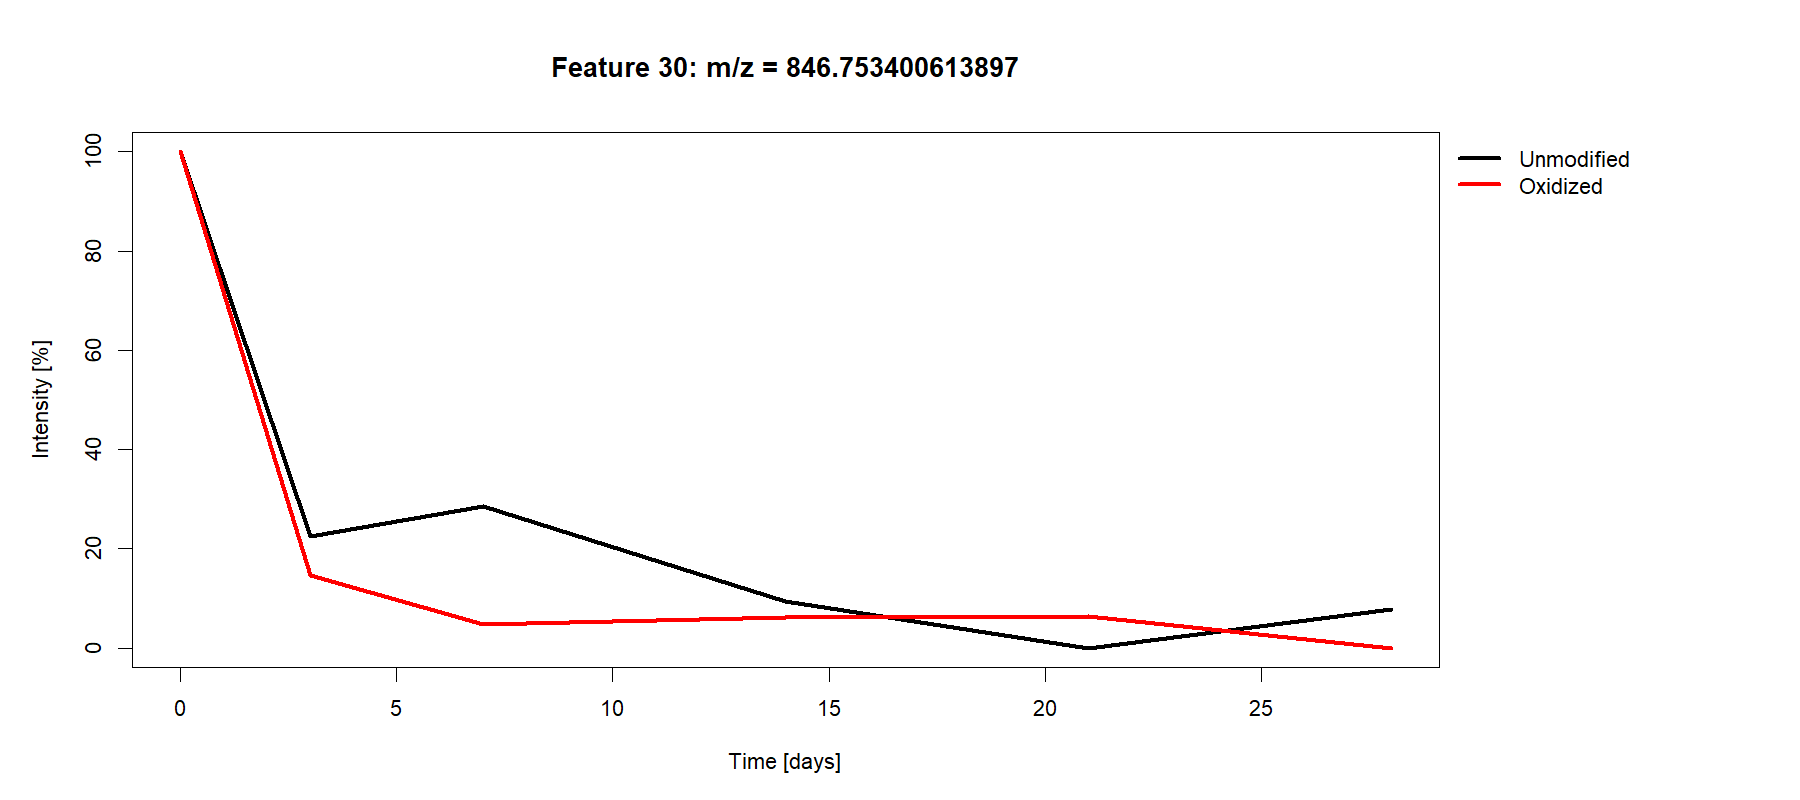 Feature 30: m/z = 846.753400613897
Unmodified
Oxidized
Intensity [%]
100
80
60
40
20
0
0 5 10 15 20 25
Time [days]